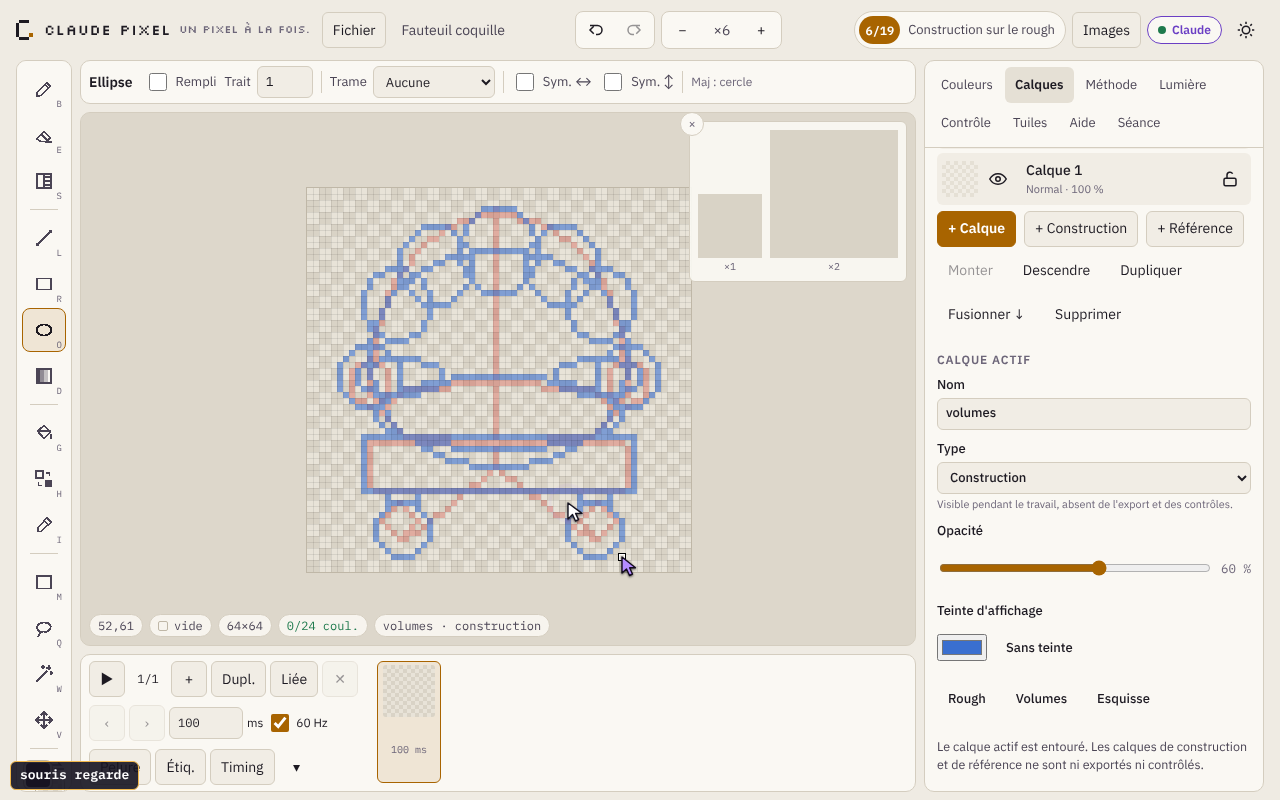 CLAUDE PIXEL UN PIXEL À LA FOIS. Fichier Fauteuil coquille − ×6 + 6/19 Construction sur le rough Images Claude
Ellipse Rempli Trait 1 Trame Aucune Sym. ↔ Sym. ↕ Maj : cercle
B
E
S
L
R
O
D
G
H
I
M
Q
W
V
×
×1 ×2
52,61 vide 64×64 0/24 coul. volumes · construction
1/1 + Dupl. Liée ✕
‹ › 100 ms 60 Hz
Étiq. Timing ▼
100 ms
souris regarde
Couleurs Calques Méthode Lumière
Contrôle Tuiles Aide Séance
Calque 1
Normal · 100 %
+ Calque + Construction + Référence
Monter Descendre Dupliquer
Fusionner ↓ Supprimer
CALQUE ACTIF
Nom
volumes
Type
Construction
Visible pendant le travail, absent de l'export et des contrôles.
Opacité
60 %
Teinte d'affichage
Sans teinte
Rough Volumes Esquisse
Le calque actif est entouré. Les calques de construction
et de référence ne sont ni exportés ni contrôlés.